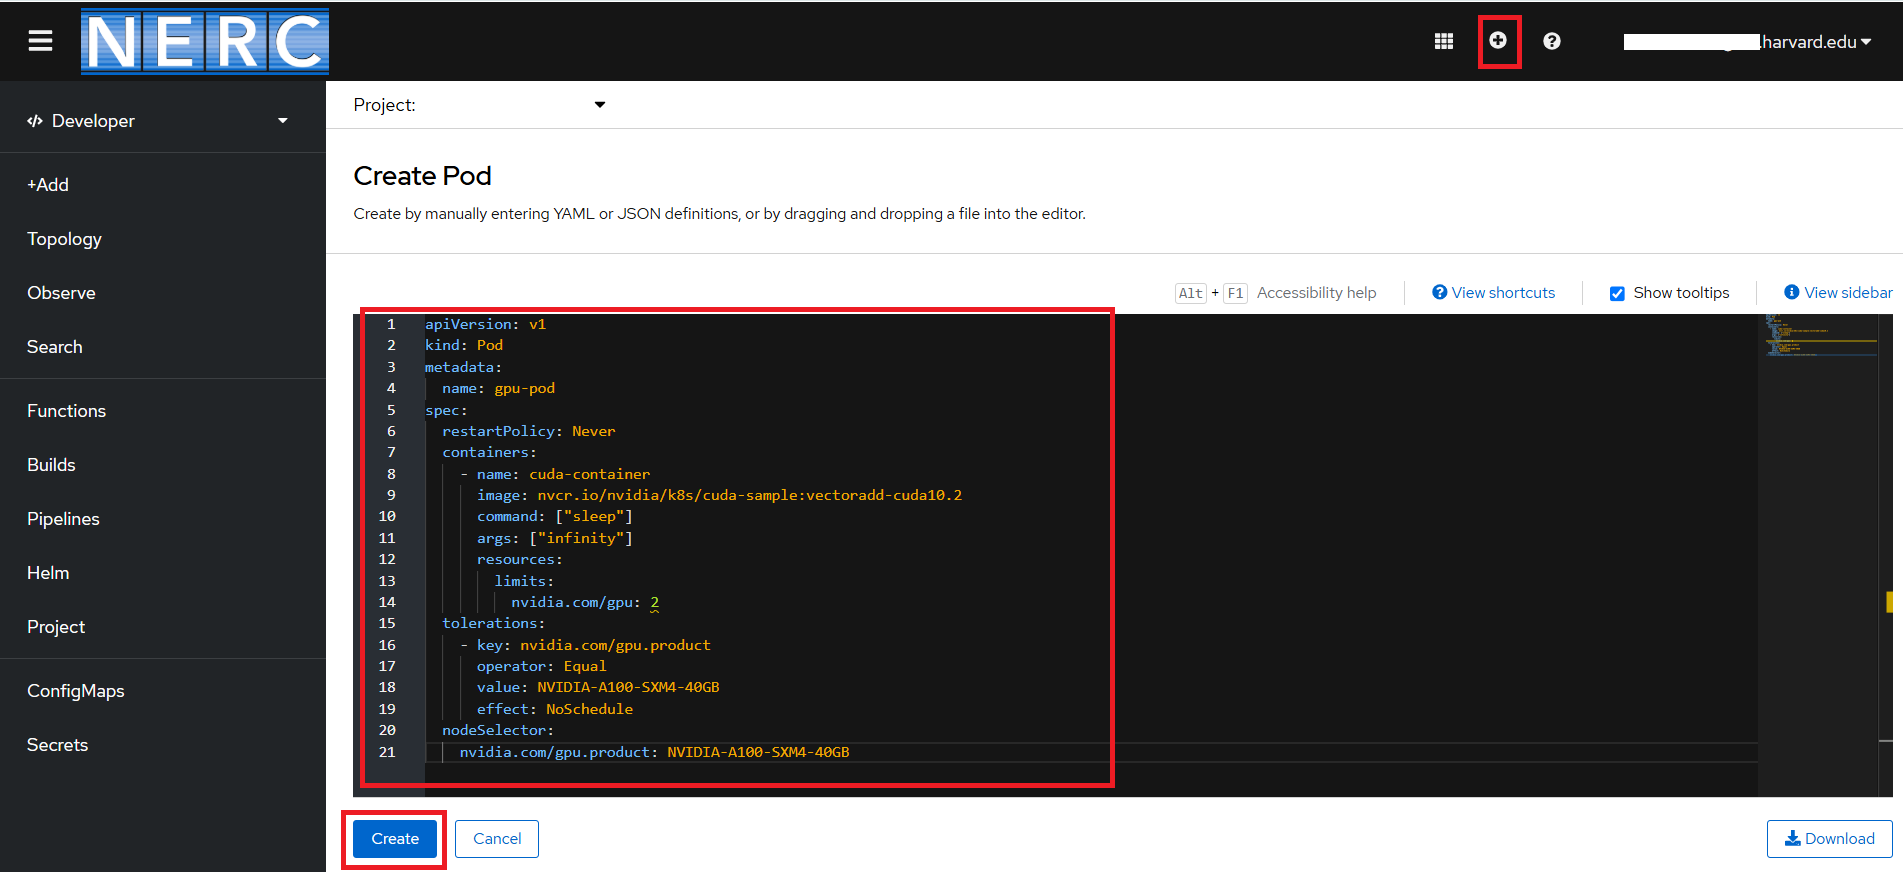 NERC
.harvard.edu
Developer
+Add
Topology
Observe
Search
Functions
Builds
Pipelines
Helm
Project
ConfigMaps
Secrets
Project:
Create Pod
Create by manually entering YAML or JSON definitions, or by dragging and dropping a file into the editor.
Alt + F1 Accessibility help View shortcuts Show tooltips View sidebar
1 apiVersion: v1
2 kind: Pod
3 metadata:
4 name: gpu-pod
5 spec:
6 restartPolicy: Never
7 containers:
8 - name: cuda-container
9 image: nvcr.io/nvidia/k8s/cuda-sample:vectoradd-cuda10.2
10 command: ["sleep"]
11 args: ["infinity"]
12 resources:
13 limits:
14 nvidia.com/gpu: 2
15 tolerations:
16 - key: nvidia.com/gpu.product
17 operator: Equal
18 value: NVIDIA-A100-SXM4-40GB
19 effect: NoSchedule
20 nodeSelector:
21 nvidia.com/gpu.product: NVIDIA-A100-SXM4-40GB
Create Cancel Download